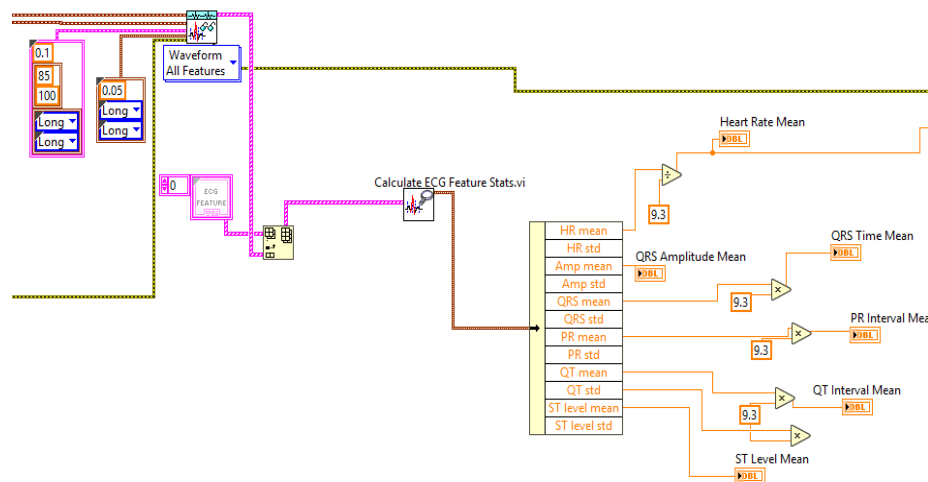 0.1
85
100
Long
Long
0.05
Long
Long
Waveform
All Features
0
ECG
FEATURE
Calculate ECG Feature Stats.vi
HR mean
HR std
Amp mean
Amp std
QRS mean
QRS std
PR mean
PR std
QT mean
QT std
ST level mean
ST level std
Heart Rate Mean
DBL
9.3
QRS Amplitude Mean
DBL
QRS Time Mean
DBL
9.3
PR Interval Mea
DBL
9.3
QT Interval Mean
DBL
9.3
ST Level Mean
DBL